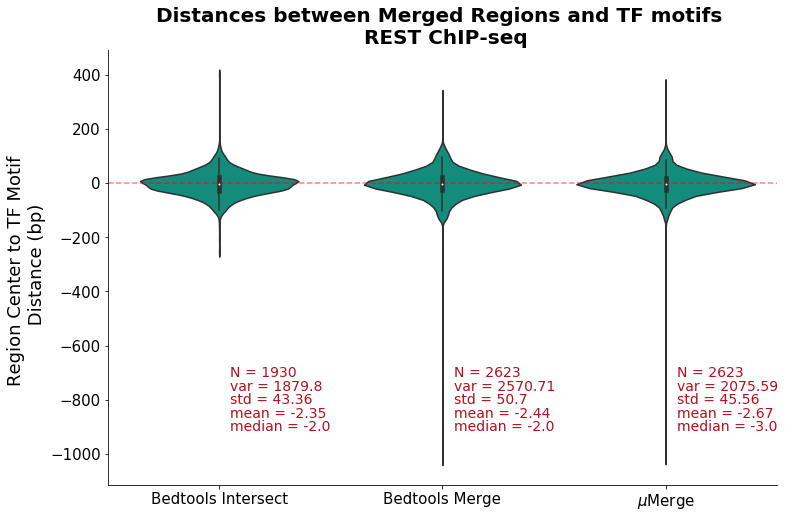 Distances between Merged Regions and TF motifs
REST ChIP-seq
Region Center to TF Motif
Distance (bp)
400
200
0
−200
−400
−600
−800
−1000
N = 1930
var = 1879.8
std = 43.36
mean = -2.35
median = -2.0
N = 2623
var = 2570.71
std = 50.7
mean = -2.44
median = -2.0
N = 2623
var = 2075.59
std = 45.56
mean = -2.67
median = -3.0
Bedtools Intersect
Bedtools Merge
μMerge